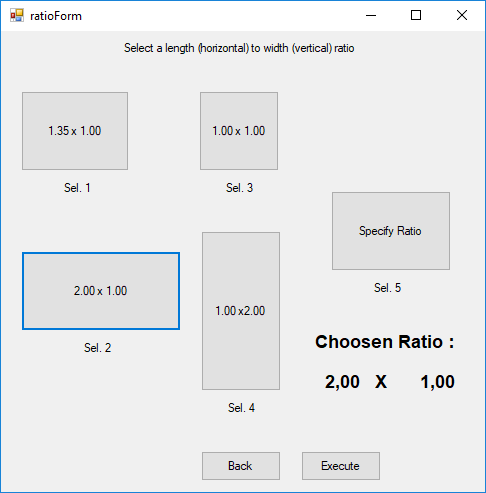 ratioForm
Select a length (horizontal) to width (vertical) ratio
1.35 x 1.00
1.00 x 1.00
Sel. 1
Sel. 3
Specify Ratio
Sel. 5
2.00 x 1.00
1.00 x2.00
Sel. 2
Sel. 4
Choosen Ratio :
2,00 X 1,00
Back
Execute